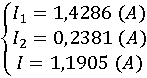 I₁ = 1,4286 (A)
I₂ = 0,2381 (A)
I = 1,1905 (A)